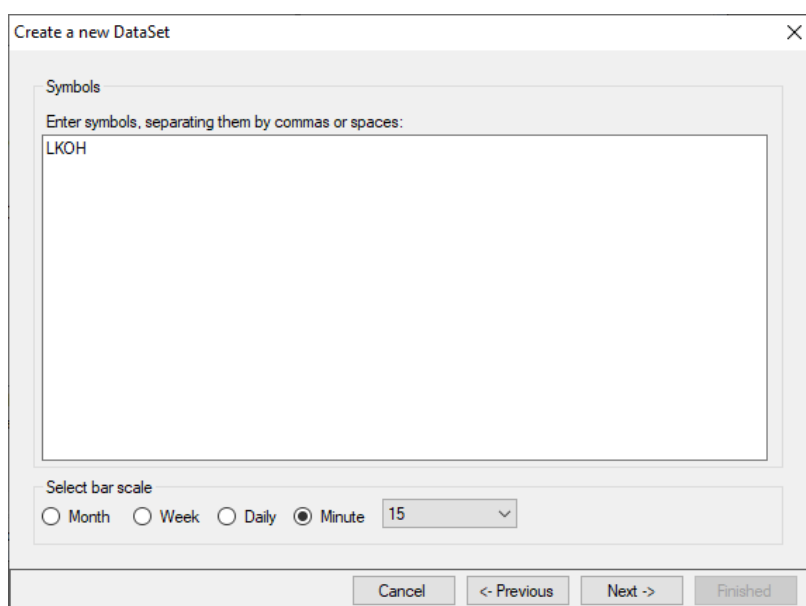 Create a new DataSet
Symbols
Enter symbols, separating them by commas or spaces:
LKOH
Select bar scale
Month Week Daily Minute 15
Cancel <- Previous Next -> Finished